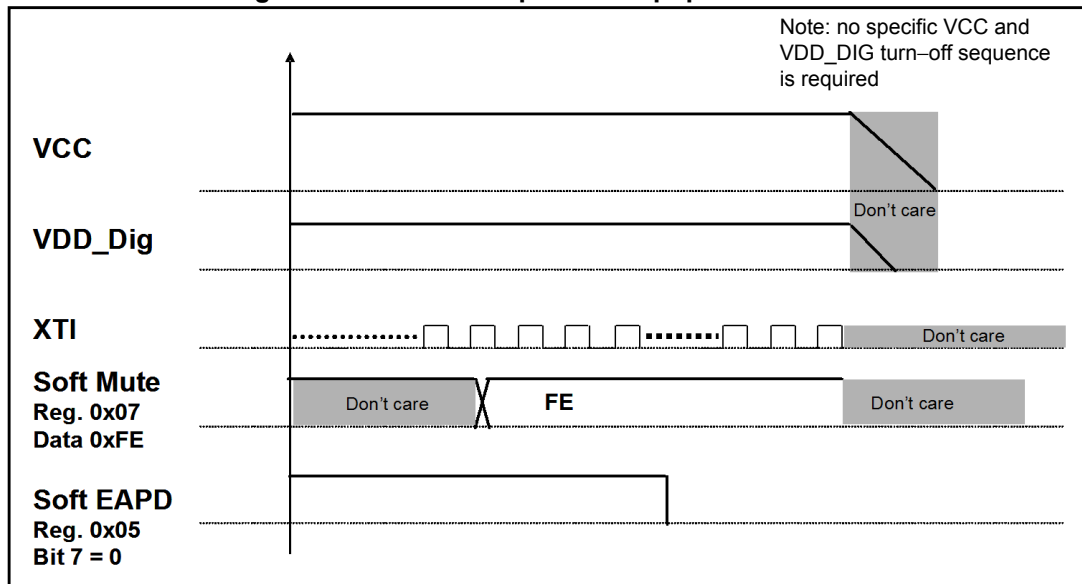 Note: no specific VCC and
VDD_DIG turn–off sequence
is required
VCC
Don't care
VDD_Dig
XTI
Don't care
Soft Mute
Reg. 0x07
Data 0xFE
Don't care
FE
Don't care
Soft EAPD
Reg. 0x05
Bit 7 = 0